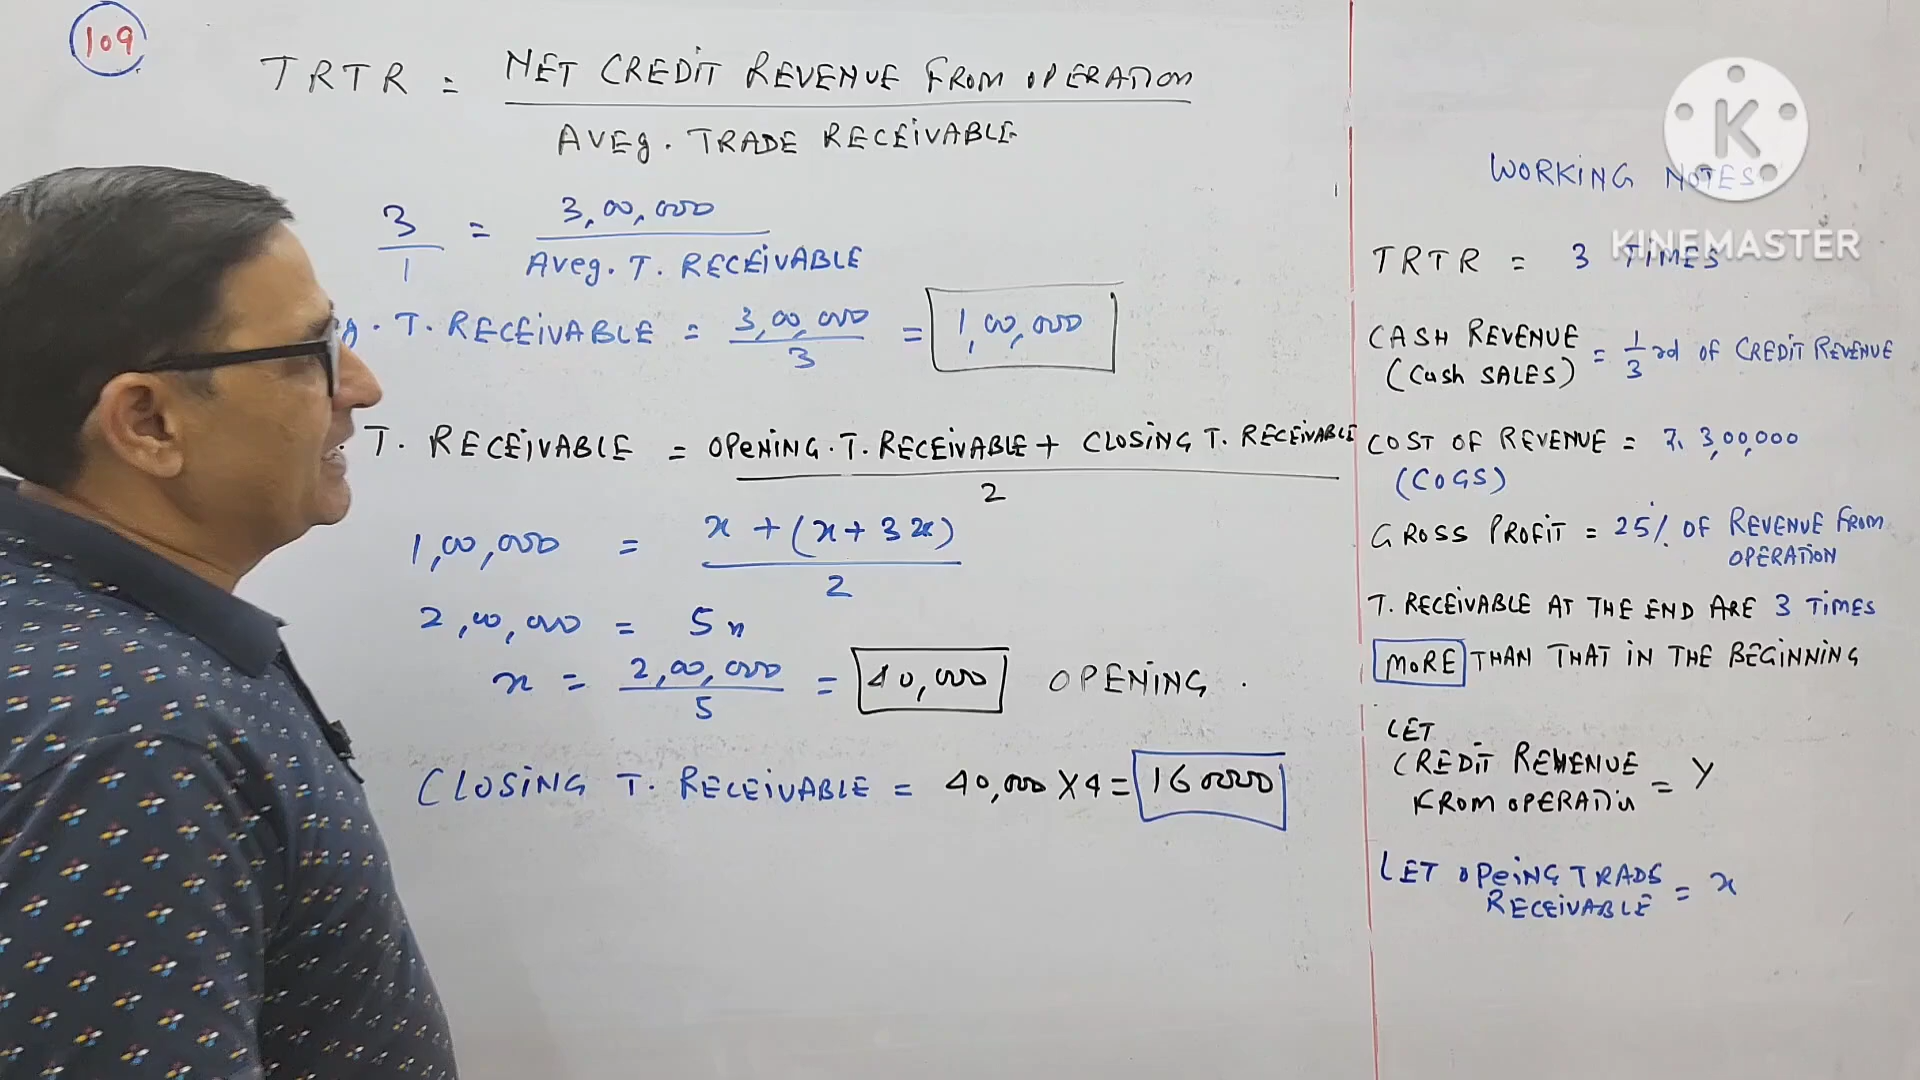 109
TRTR = NET CREDIT REVENUE FROM OPERATION
AVEG. TRADE RECEIVABLE
3/1 = 3,00,000
AVEG. T. RECEIVABLE
g. T. RECEIVABLE = 3,00,000/3 = 1,00,000
T. RECEIVABLE = OPENING. T. RECEIVABLE + CLOSING T. RECEIVABLE
2
1,00,000 = x + (x + 3x)
2
2,00,000 = 5x
x = 2,00,000/5 = 40,000 OPENING.
CLOSING T. RECEIVABLE = 40,000 X 4 = 160000
K
KINEMASTER
WORKING NOTES
TRTR = 3 TIMES
CASH REVENUE
(Cash SALES) = 1/3 rd OF CREDIT REVENUE
COST OF REVENUE = ₹. 3,00,000
(COGS)
GROSS PROFIT = 25% OF REVENUE FROM
OPERATION
T. RECEIVABLE AT THE END ARE 3 TIMES
MORE THAN THAT IN THE BEGINNING
LET
CREDIT REVENUE
FROM OPERATIN = Y
LET OPEING TRADE
RECEIVABLE = x